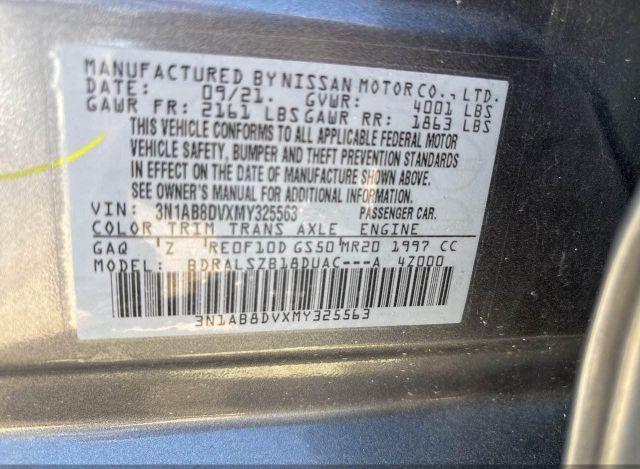 MANUFACTURED BY NISSAN MOTOR CO., LTD.
DATE: 09/21. GVWR: 4001 LBS
GAWR FR: 2161 LBS GAWR RR: 1863 LBS
THIS VEHICLE CONFORMS TO ALL APPLICABLE FEDERAL MOTOR
VEHICLE SAFETY, BUMPER AND THEFT PREVENTION STANDARDS
IN EFFECT ON THE DATE OF MANUFACTURE SHOWN ABOVE.
SEE OWNER'S MANUAL FOR ADDITIONAL INFORMATION.
VIN: 3N1AB8DVXMY325563 PASSENGER CAR.
COLOR TRIM TRANS AXLE ENGINE
GAQ Z RE0F10D GS50 MR20 1997 CC
MODEL: BDRALSZB18DUAC---A 4Z000
3N1AB8DVXMY325563